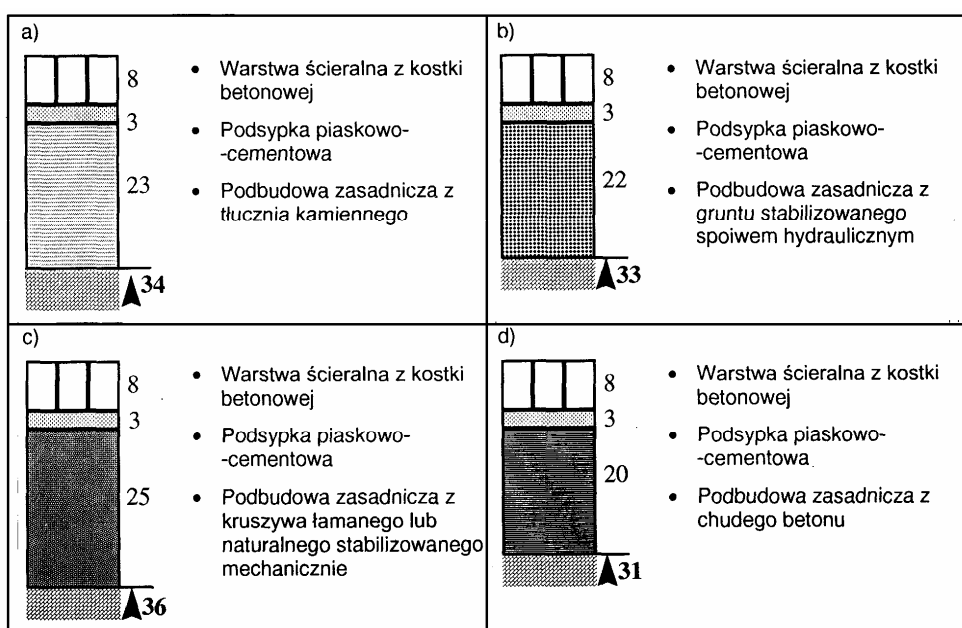 a)
8
3
23
34
• Warstwa ścieralna z kostki
betonowej
• Podsypka piaskowo-
-cementowa
• Podbudowa zasadnicza z
tłucznia kamiennego
b)
8
3
22
33
• Warstwa ścieralna z kostki
betonowej
• Podsypka piaskowo-
-cementowa
• Podbudowa zasadnicza z
gruntu stabilizowanego
spoiwem hydraulicznym
c)
8
3
25
36
• Warstwa ścieralna z kostki
betonowej
• Podsypka piaskowo-
-cementowa
• Podbudowa zasadnicza z
kruszywa łamanego lub
naturalnego stabilizowanego
mechanicznie
d)
8
3
20
31
• Warstwa ścieralna z kostki
betonowej
• Podsypka piaskowo-
-cementowa
• Podbudowa zasadnicza z
chudego betonu